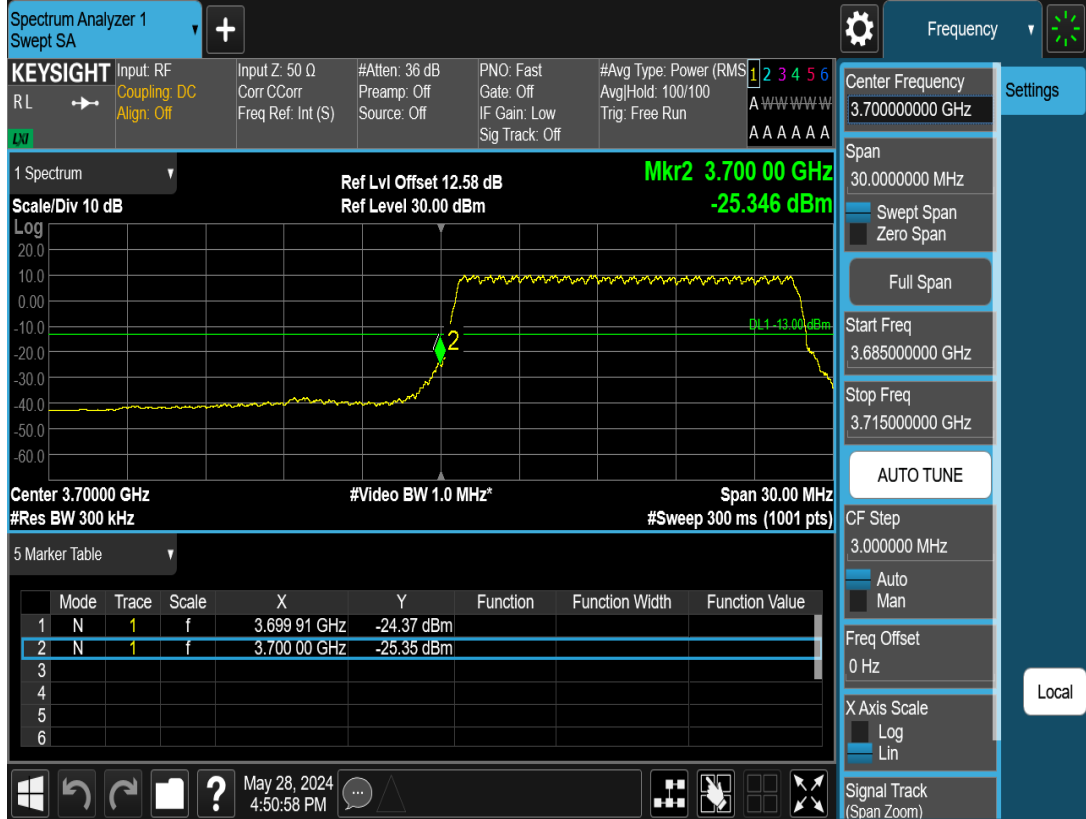 Spectrum Analyzer 1
Swept SA
+
Frequency
KEYSIGHT
RL
LXI
Input: RF
Coupling: DC
Align: Off
Input Z: 50 Ω
Corr CCorr
Freq Ref: Int (S)
#Atten: 36 dB
Preamp: Off
Source: Off
PNO: Fast
Gate: Off
IF Gain: Low
Sig Track: Off
#Avg Type: Power (RMS
Avg|Hold: 100/100
Trig: Free Run
1 2 3 4 5 6
A W W W W W
A A A A A A
1 Spectrum
Scale/Div 10 dB
Ref Lvl Offset 12.58 dB
Ref Level 30.00 dBm
Mkr2 3.700 00 GHz
-25.346 dBm
Log
20.0
10.0
0.00
-10.0
-20.0
-30.0
-40.0
-50.0
-60.0
DL1 -13.00 dBm
2
Center 3.70000 GHz
#Video BW 1.0 MHz*
Span 30.00 MHz
#Res BW 300 kHz
#Sweep 300 ms (1001 pts)
5 Marker Table
Mode Trace Scale X Y Function Function Width Function Value
1 N 1 f 3.699 91 GHz -24.37 dBm
2 N 1 f 3.700 00 GHz -25.35 dBm
3
4
5
6
?
May 28, 2024
4:50:58 PM
Center Frequency
3.700000000 GHz
Span
30.0000000 MHz
Swept Span
Zero Span
Full Span
Start Freq
3.685000000 GHz
Stop Freq
3.715000000 GHz
AUTO TUNE
CF Step
3.000000 MHz
Auto
Man
Freq Offset
0 Hz
X Axis Scale
Log
Lin
Signal Track
(Span Zoom)
Settings
Local